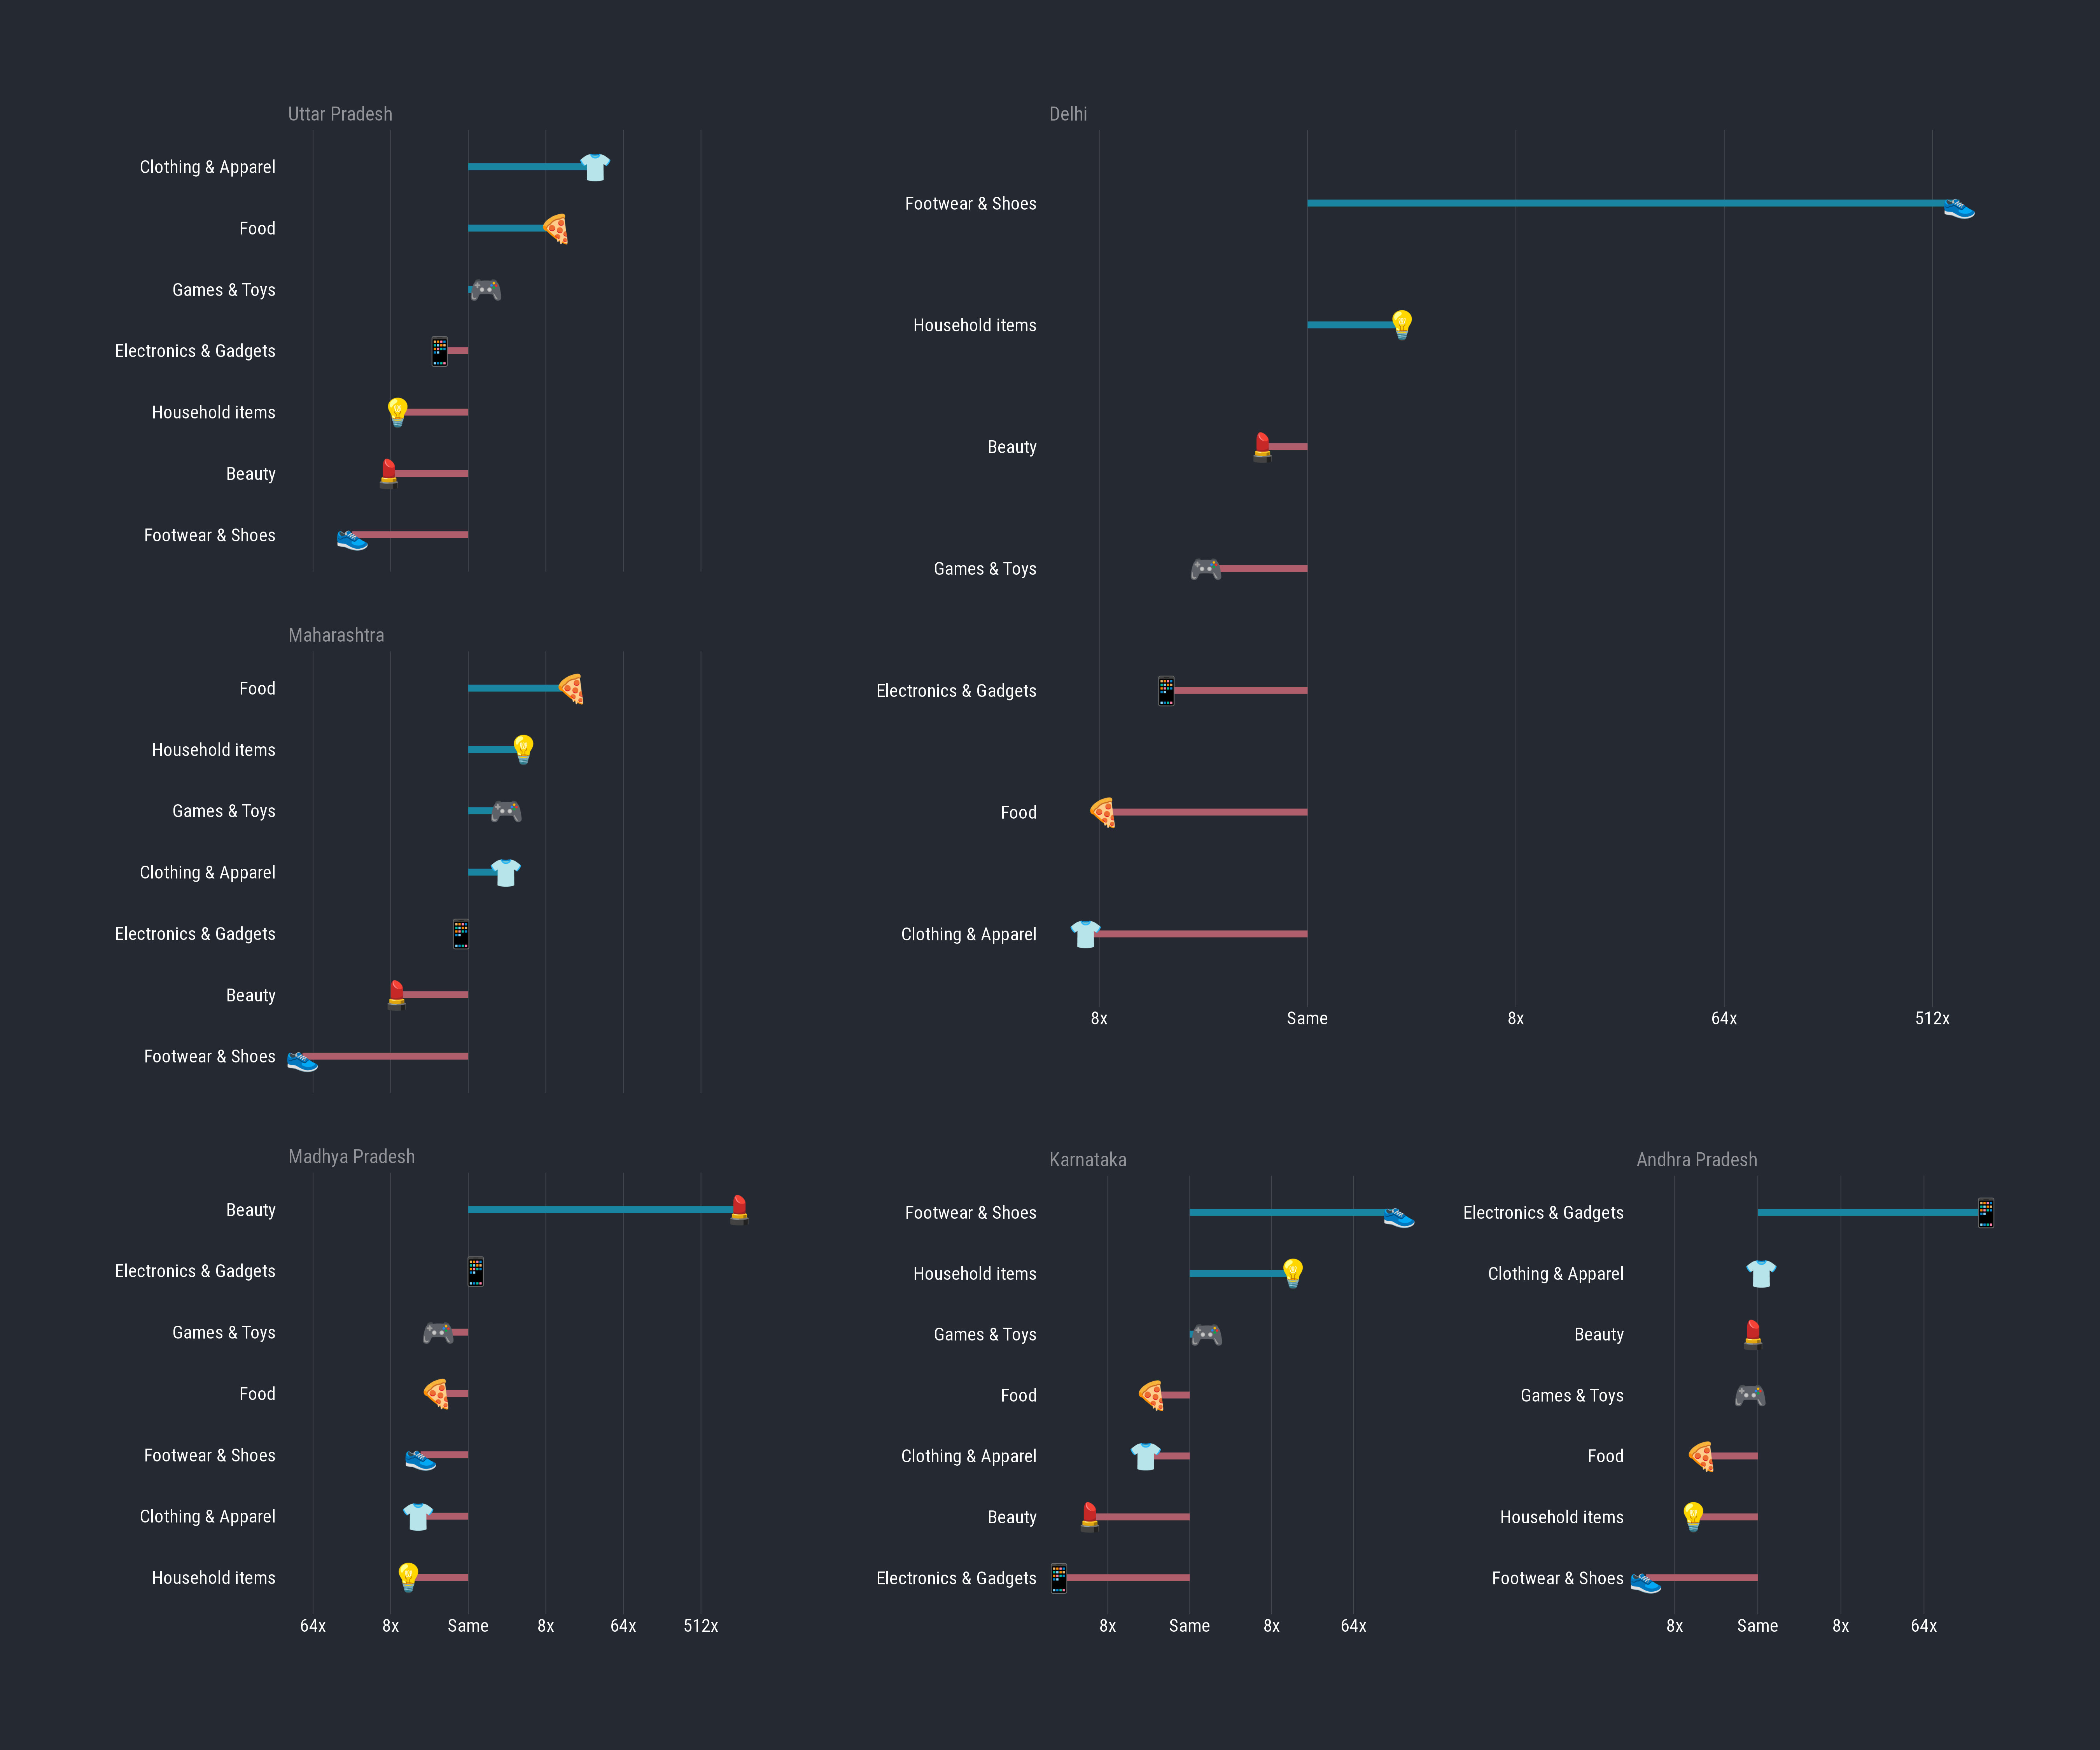 Uttar Pradesh
Clothing & Apparel
Food
Games & Toys
Electronics & Gadgets
Household items
Beauty
Footwear & Shoes
Maharashtra
Food
Household items
Games & Toys
Clothing & Apparel
Electronics & Gadgets
Beauty
Footwear & Shoes
Madhya Pradesh
Beauty
Electronics & Gadgets
Games & Toys
Food
Footwear & Shoes
Clothing & Apparel
Household items
64x 8x Same 8x 64x 512x
Delhi
Footwear & Shoes
Household items
Beauty
Games & Toys
Electronics & Gadgets
Food
Clothing & Apparel
8x Same 8x 64x 512x
Karnataka
Footwear & Shoes
Household items
Games & Toys
Food
Clothing & Apparel
Beauty
Electronics & Gadgets
8x Same 8x 64x
Andhra Pradesh
Electronics & Gadgets
Clothing & Apparel
Beauty
Games & Toys
Food
Household items
Footwear & Shoes
8x Same 8x 64x